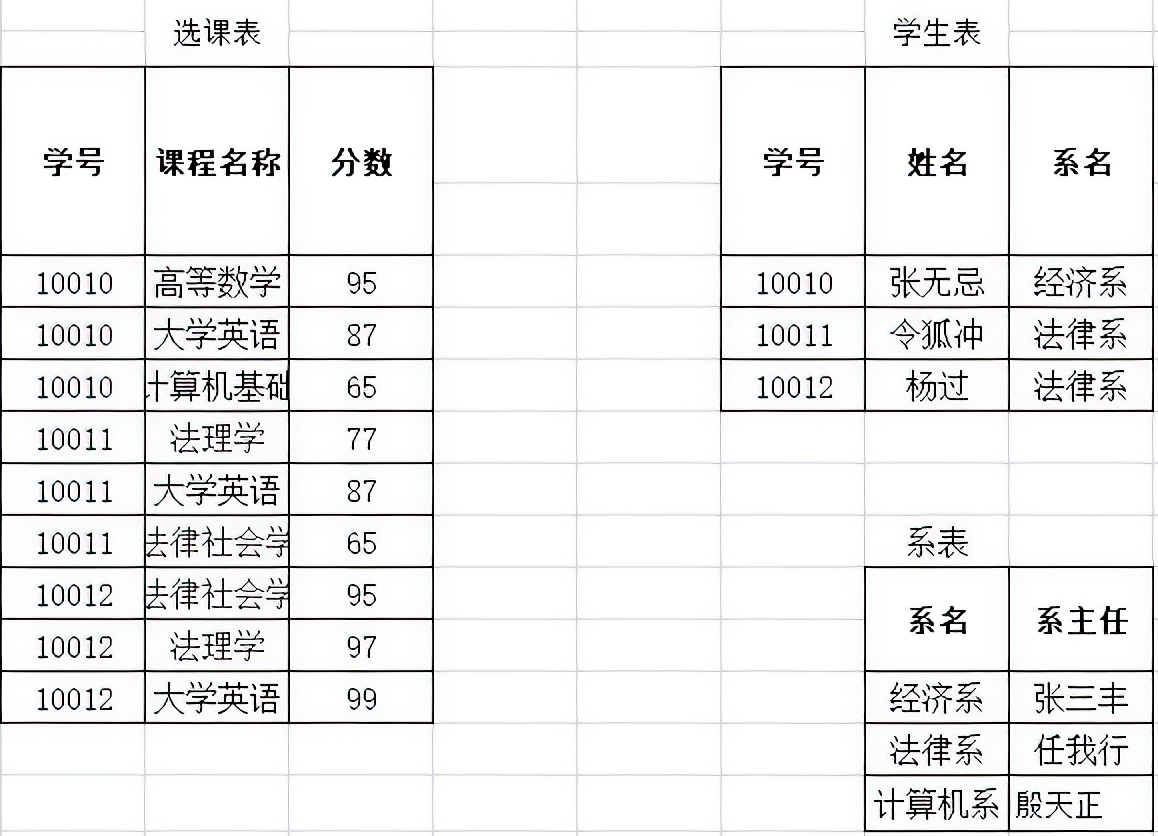 选课表
学号 课程名称 分数
10010 高等数学 95
10010 大学英语 87
10010 计算机基础 65
10011 法理学 77
10011 大学英语 87
10011 法律社会学 65
10012 法律社会学 95
10012 法理学 97
10012 大学英语 99
学生表
学号 姓名 系名
10010 张无忌 经济系
10011 令狐冲 法律系
10012 杨过 法律系
系表
系名 系主任
经济系 张三丰
法律系 任我行
计算机系 殷天正